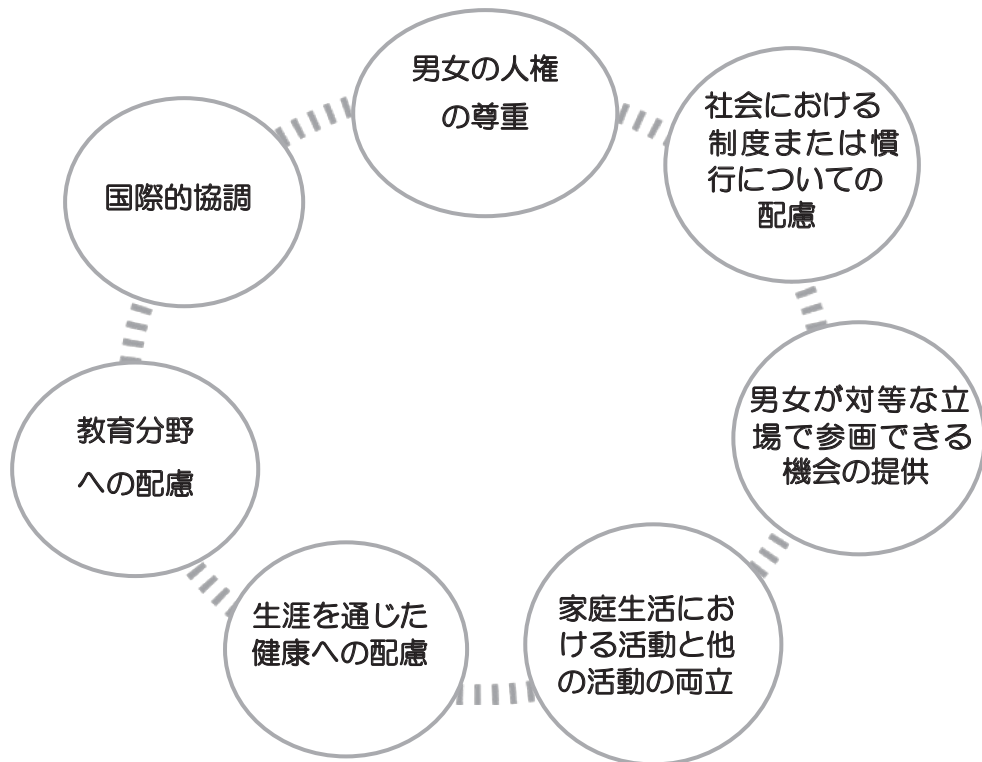 男女の人権
の尊重
社会における
制度または慣
行についての
配慮
男女が対等な立
場で参画できる
機会の提供
家庭生活にお
ける活動と他
の活動の両立
生涯を通じた
健康への配慮
教育分野
への配慮
国際的協調